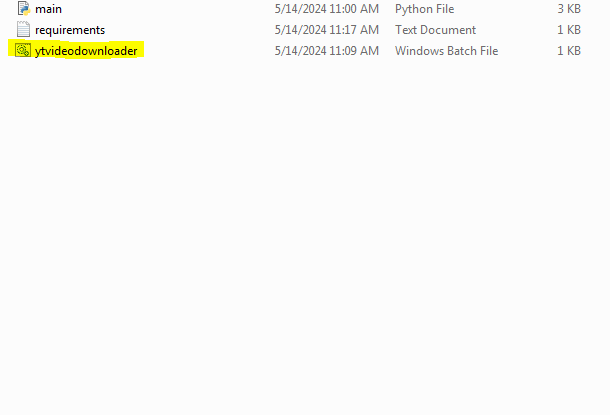 main 5/14/2024 11:00 AM Python File 3 KB
requirements 5/14/2024 11:17 AM Text Document 1 KB
ytvideodownloader 5/14/2024 11:09 AM Windows Batch File 1 KB